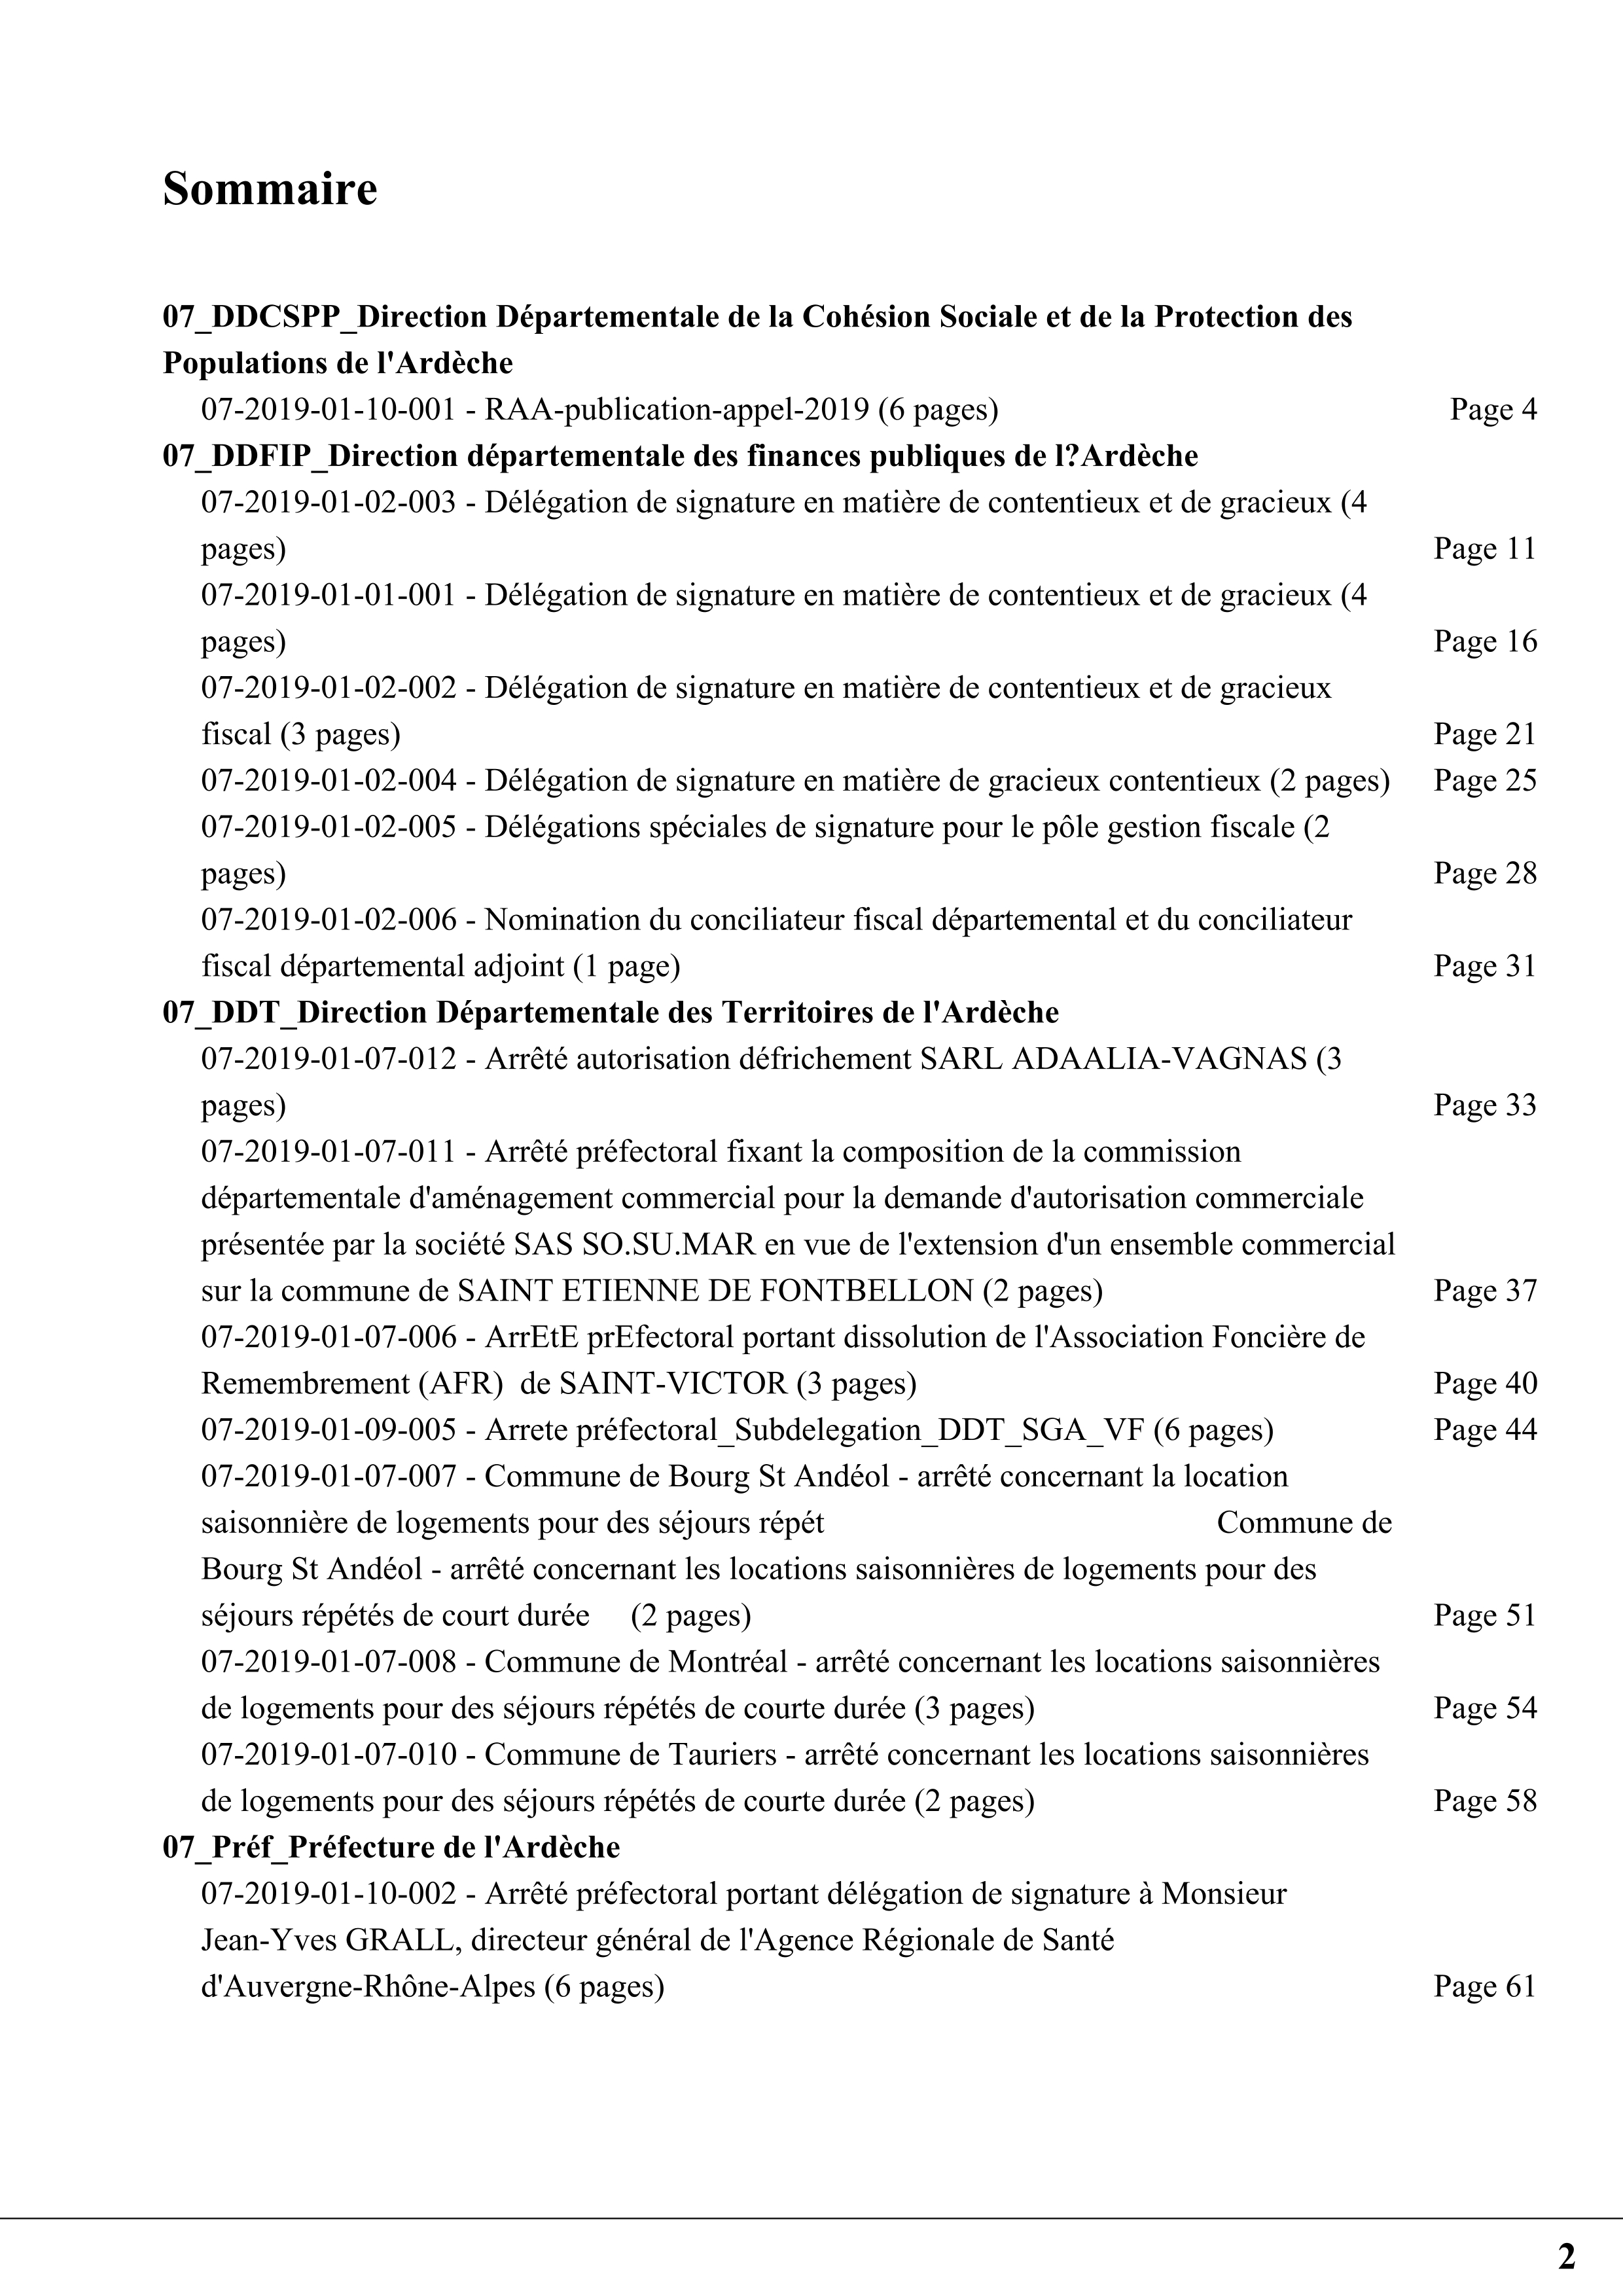 Sommaire
07_DDCSPP_Direction Départementale de la Cohésion Sociale et de la Protection des
Populations de l'Ardèche
07-2019-01-10-001 - RAA-publication-appel-2019 (6 pages) Page 4
07_DDFIP_Direction départementale des finances publiques de l?Ardèche
07-2019-01-02-003 - Délégation de signature en matière de contentieux et de gracieux (4
pages) Page 11
07-2019-01-01-001 - Délégation de signature en matière de contentieux et de gracieux (4
pages) Page 16
07-2019-01-02-002 - Délégation de signature en matière de contentieux et de gracieux
fiscal (3 pages) Page 21
07-2019-01-02-004 - Délégation de signature en matière de gracieux contentieux (2 pages) Page 25
07-2019-01-02-005 - Délégations spéciales de signature pour le pôle gestion fiscale (2
pages) Page 28
07-2019-01-02-006 - Nomination du conciliateur fiscal départemental et du conciliateur
fiscal départemental adjoint (1 page) Page 31
07_DDT_Direction Départementale des Territoires de l'Ardèche
07-2019-01-07-012 - Arrêté autorisation défrichement SARL ADAALIA-VAGNAS (3
pages) Page 33
07-2019-01-07-011 - Arrêté préfectoral fixant la composition de la commission
départementale d'aménagement commercial pour la demande d'autorisation commerciale
présentée par la société SAS SO.SU.MAR en vue de l'extension d'un ensemble commercial
sur la commune de SAINT ETIENNE DE FONTBELLON (2 pages) Page 37
07-2019-01-07-006 - ArrEtE prEfectoral portant dissolution de l'Association Foncière de
Remembrement (AFR)  de SAINT-VICTOR (3 pages) Page 40
07-2019-01-09-005 - Arrete préfectoral_Subdelegation_DDT_SGA_VF (6 pages) Page 44
07-2019-01-07-007 - Commune de Bourg St Andéol - arrêté concernant la location
saisonnière de logements pour des séjours répét Commune de
Bourg St Andéol - arrêté concernant les locations saisonnières de logements pour des
séjours répétés de court durée (2 pages) Page 51
07-2019-01-07-008 - Commune de Montréal - arrêté concernant les locations saisonnières
de logements pour des séjours répétés de courte durée (3 pages) Page 54
07-2019-01-07-010 - Commune de Tauriers - arrêté concernant les locations saisonnières
de logements pour des séjours répétés de courte durée (2 pages) Page 58
07_Préf_Préfecture de l'Ardèche
07-2019-01-10-002 - Arrêté préfectoral portant délégation de signature à Monsieur
Jean-Yves GRALL, directeur général de l'Agence Régionale de Santé
d'Auvergne-Rhône-Alpes (6 pages) Page 61
2